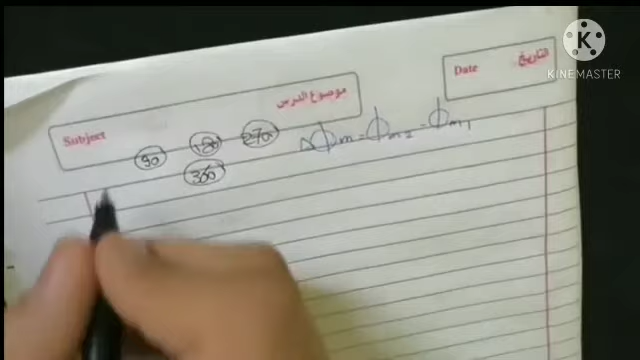 KINEMASTER
موضوع الدرس
Subject
التاريخ
Date
90 180 270
360
ΔΦm = Φm2 - Φm1